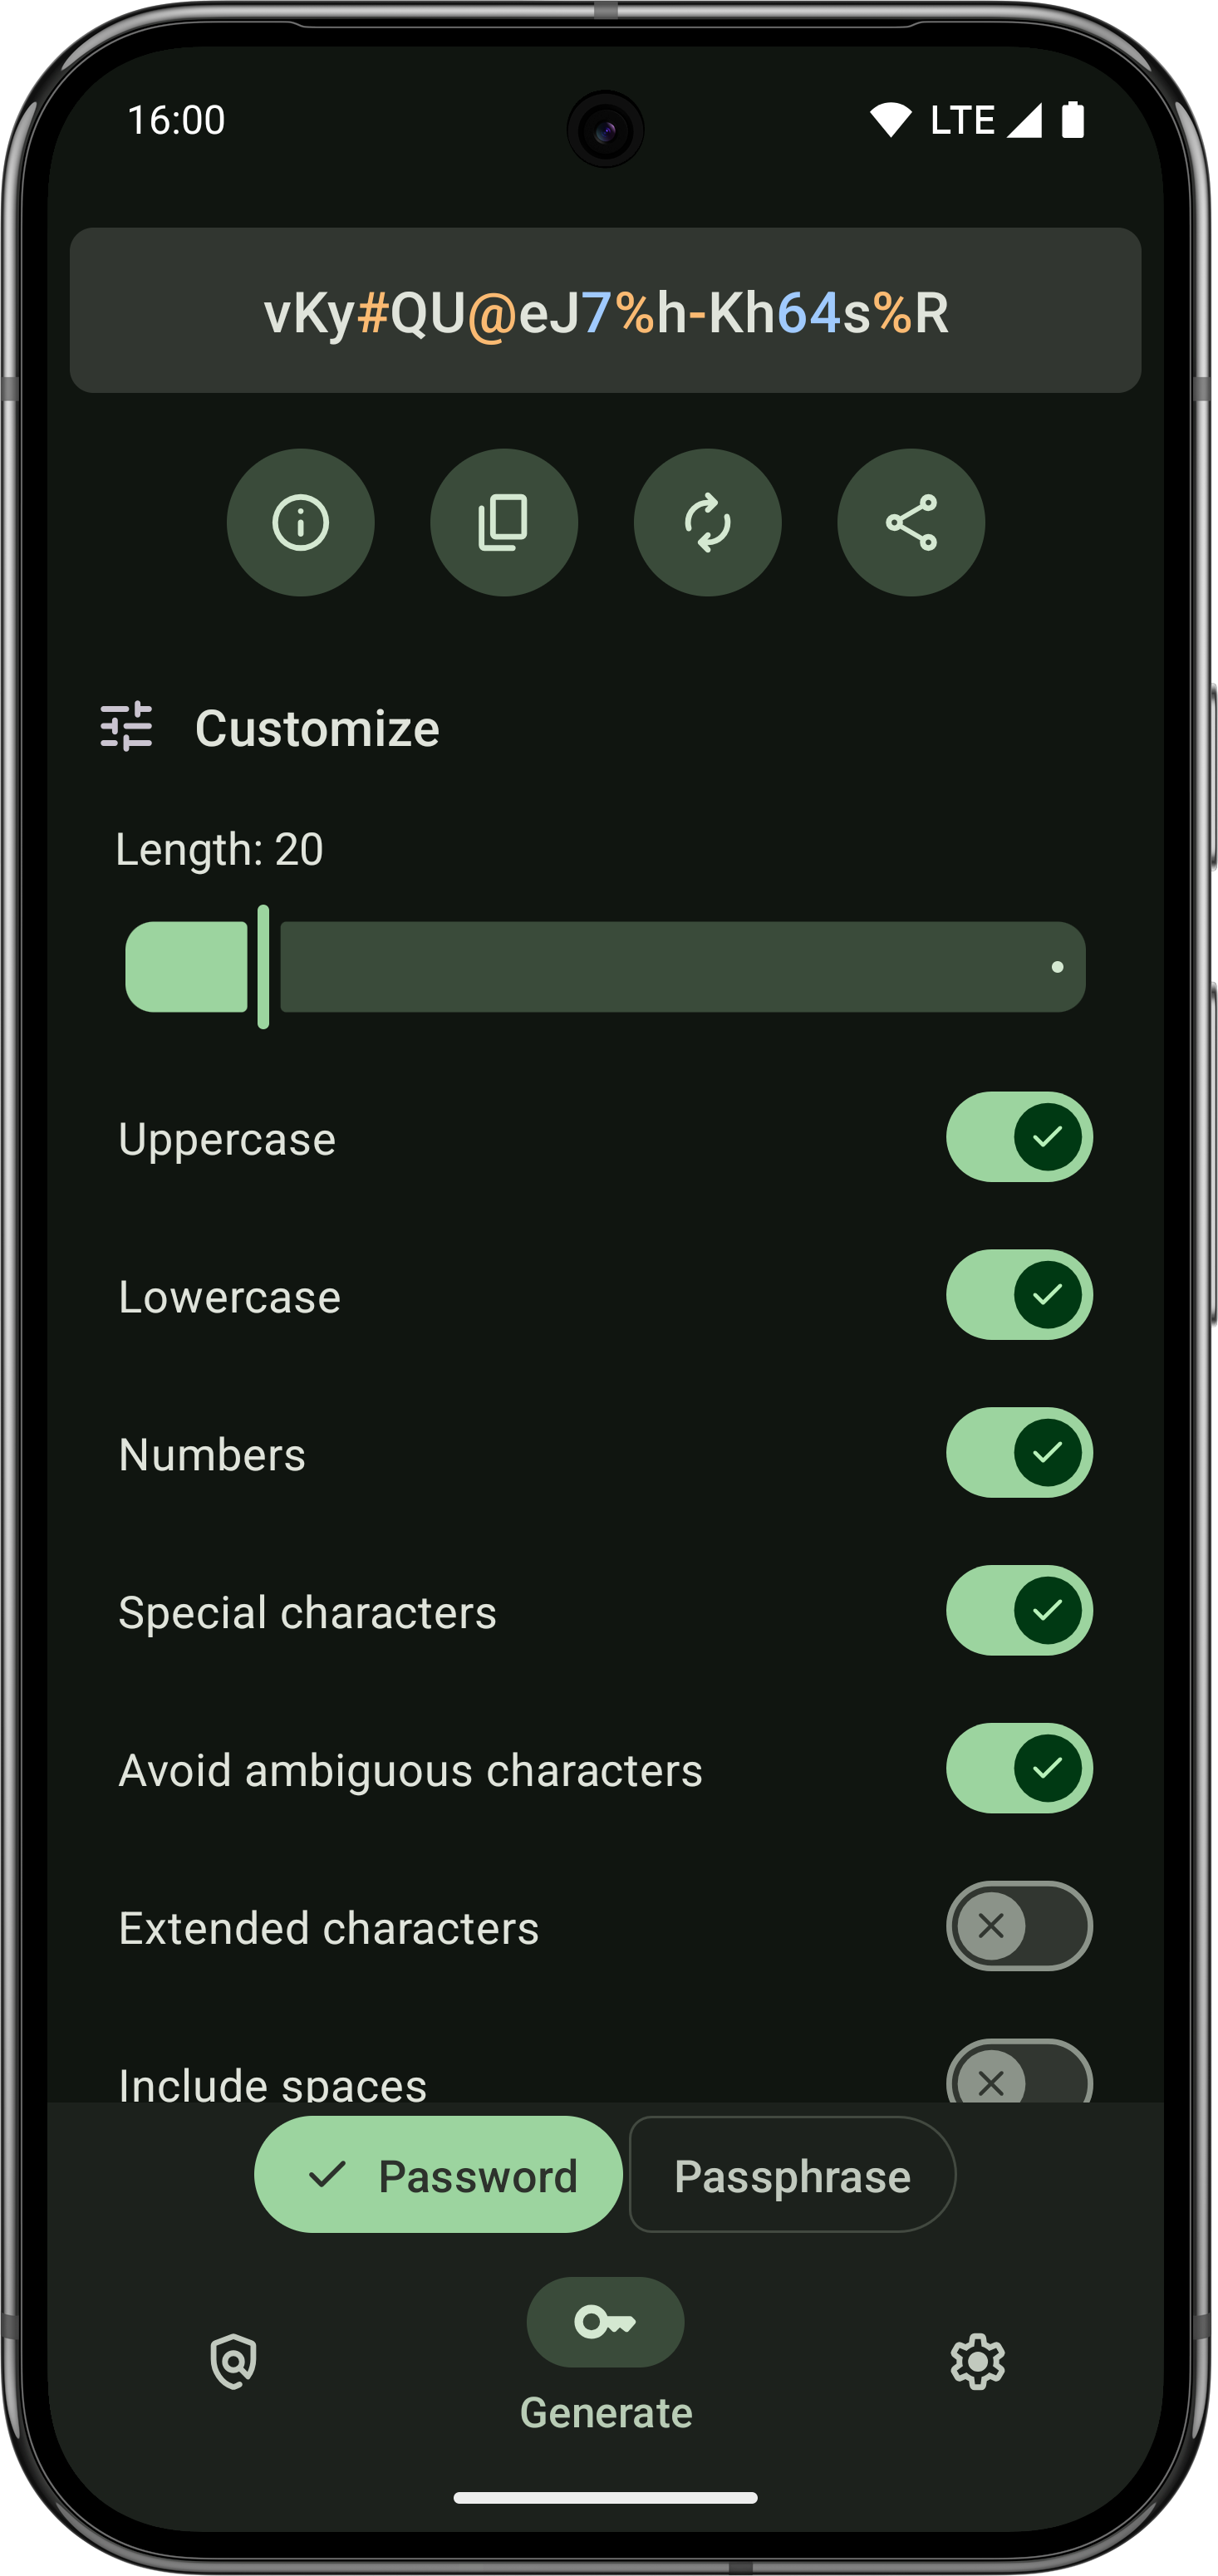 16:00 LTE
vKy#QU@eJ7%h-Kh64s%R
Customize
Length: 20
Uppercase
Lowercase
Numbers
Special characters
Avoid ambiguous characters
Extended characters
Include spaces
Password Passphrase
Generate